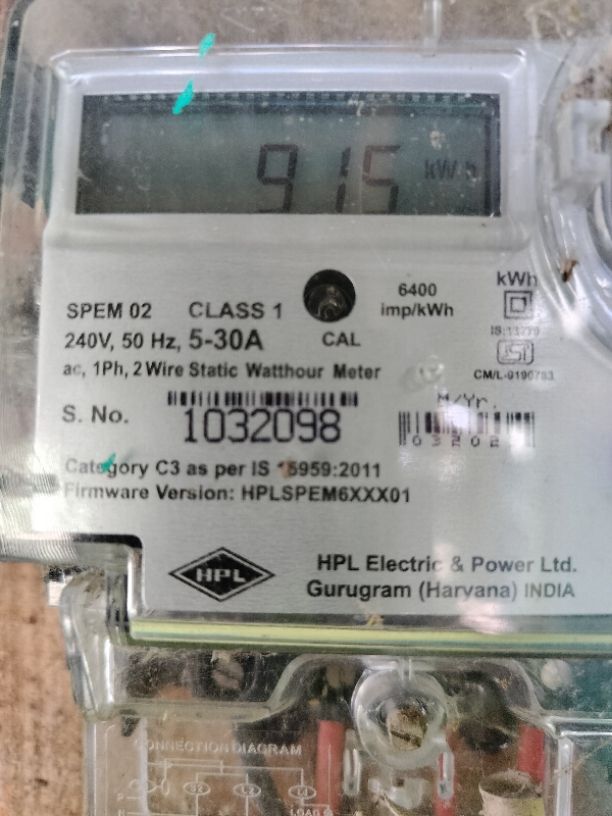 915 kWh
SPEM 02 CLASS 1
240V, 50 Hz, 5-30A
CAL
6400
imp/kWh
kWh
ac, 1Ph, 2 Wire Static Watthour Meter
S. No. 1032098
M/Yr.
Category C3 as per IS 15959:2011
Firmware Version: HPLSPEM6XXX01
HPL
HPL Electric & Power Ltd.
Gurugram (Haryana) INDIA
CONNECTION DIAGRAM